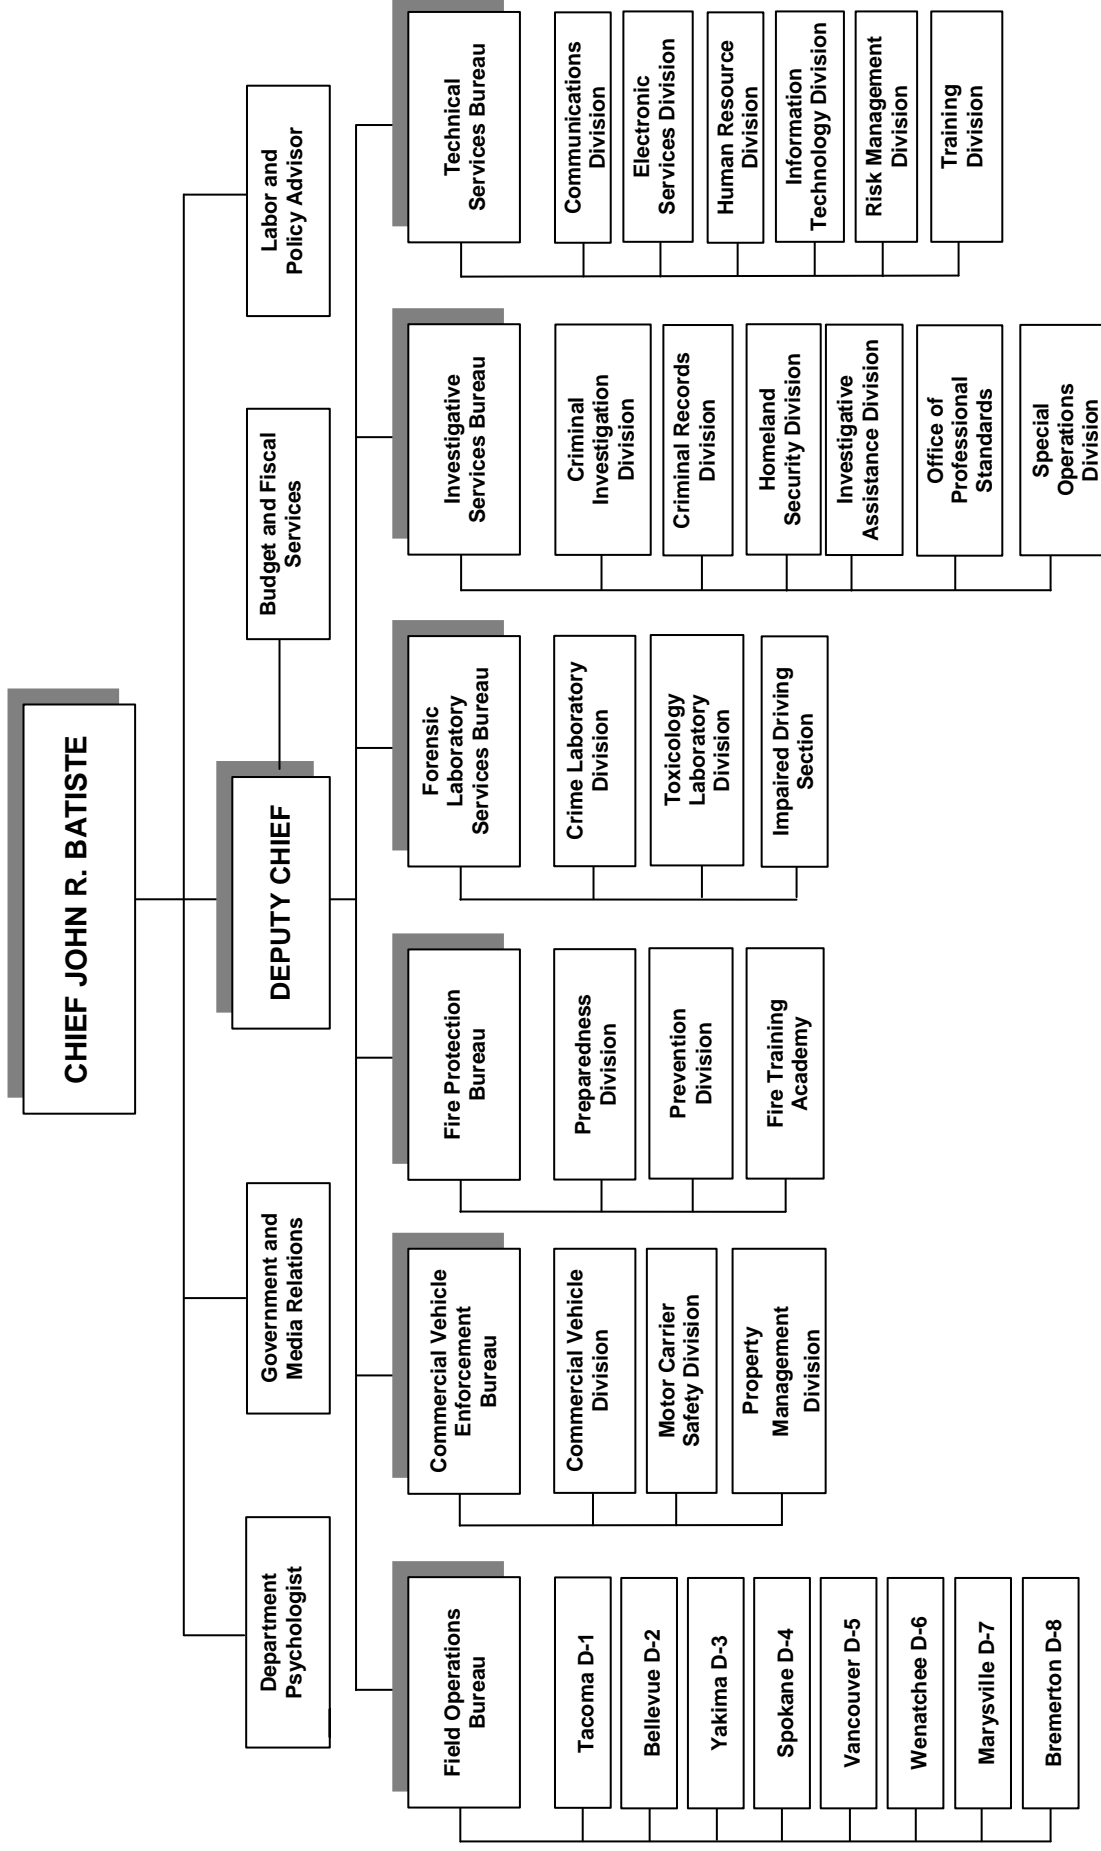 CHIEF JOHN R. BATISTE
Department
Psychologist
Government and
Media Relations
DEPUTY CHIEF
Budget and Fiscal
Services
Labor and
Policy Advisor
Field Operations
Bureau
Tacoma D-1
Bellevue D-2
Yakima D-3
Spokane D-4
Vancouver D-5
Wenatchee D-6
Marysville D-7
Bremerton D-8
Commercial Vehicle
Enforcement
Bureau
Commercial Vehicle
Division
Motor Carrier
Safety Division
Property
Management
Division
Fire Protection
Bureau
Preparedness
Division
Prevention
Division
Fire Training
Academy
Forensic
Laboratory
Services Bureau
Crime Laboratory
Division
Toxicology
Laboratory
Division
Impaired Driving
Section
Investigative
Services Bureau
Criminal
Investigation
Division
Criminal Records
Division
Homeland
Security Division
Investigative
Assistance Division
Office of
Professional
Standards
Special
Operations
Division
Technical
Services Bureau
Communications
Division
Electronic
Services Division
Human Resource
Division
Information
Technology Division
Risk Management
Division
Training
Division